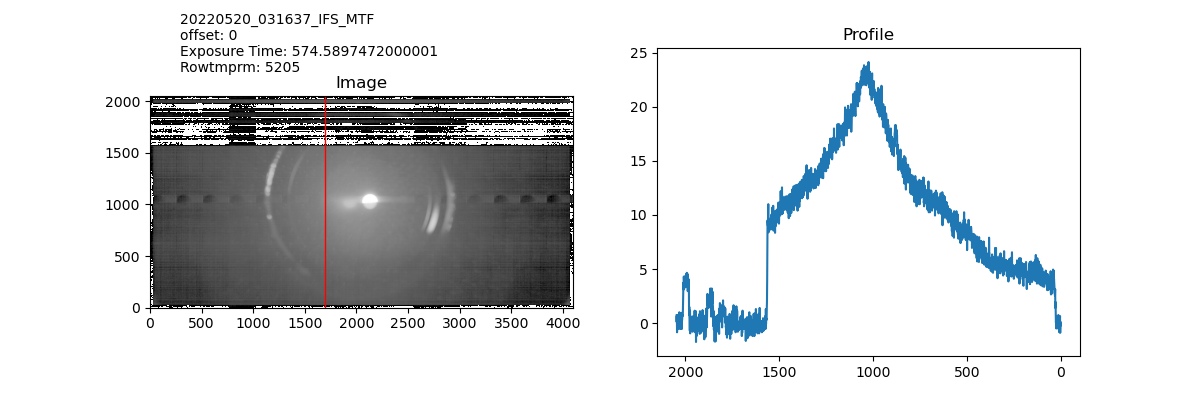 20220520_031637_IFS_MTF
offset: 0
Exposure Time: 574.5897472000001
Rowtmprm: 5205
Image
2000
1500
1000
500
0
0 500 1000 1500 2000 2500 3000 3500 4000
Profile
25
20
15
10
5
0
2000 1500 1000 500 0